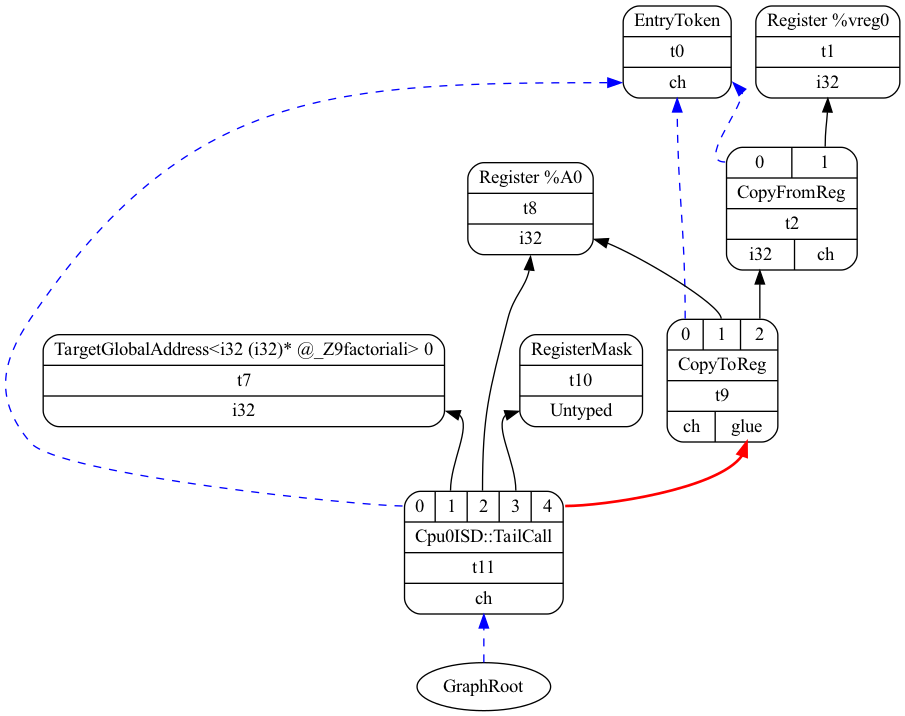 EntryToken
t0
ch
Register %vreg0
t1
i32
0 1
CopyFromReg
t2
i32 ch
Register %A0
t8
i32
TargetGlobalAddress<i32 (i32)* @_Z9factoriali> 0
t7
i32
RegisterMask
t10
Untyped
0 1 2
CopyToReg
t9
ch glue
0 1 2 3 4
Cpu0ISD::TailCall
t11
ch
GraphRoot